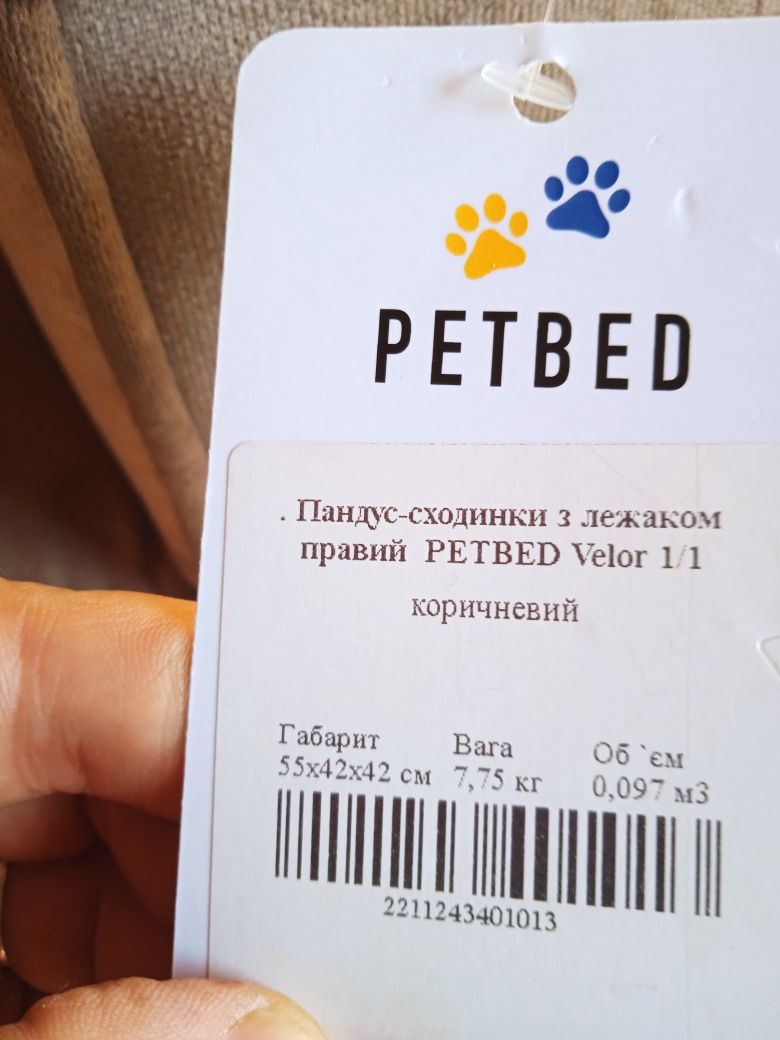 PETBED
. Пандус-сходинки з лежаком
правий PETBED Velor 1/1
коричневий
Габарит Вага Об `єм
55х42х42 см 7,75 кг 0,097 м3
2211243401013